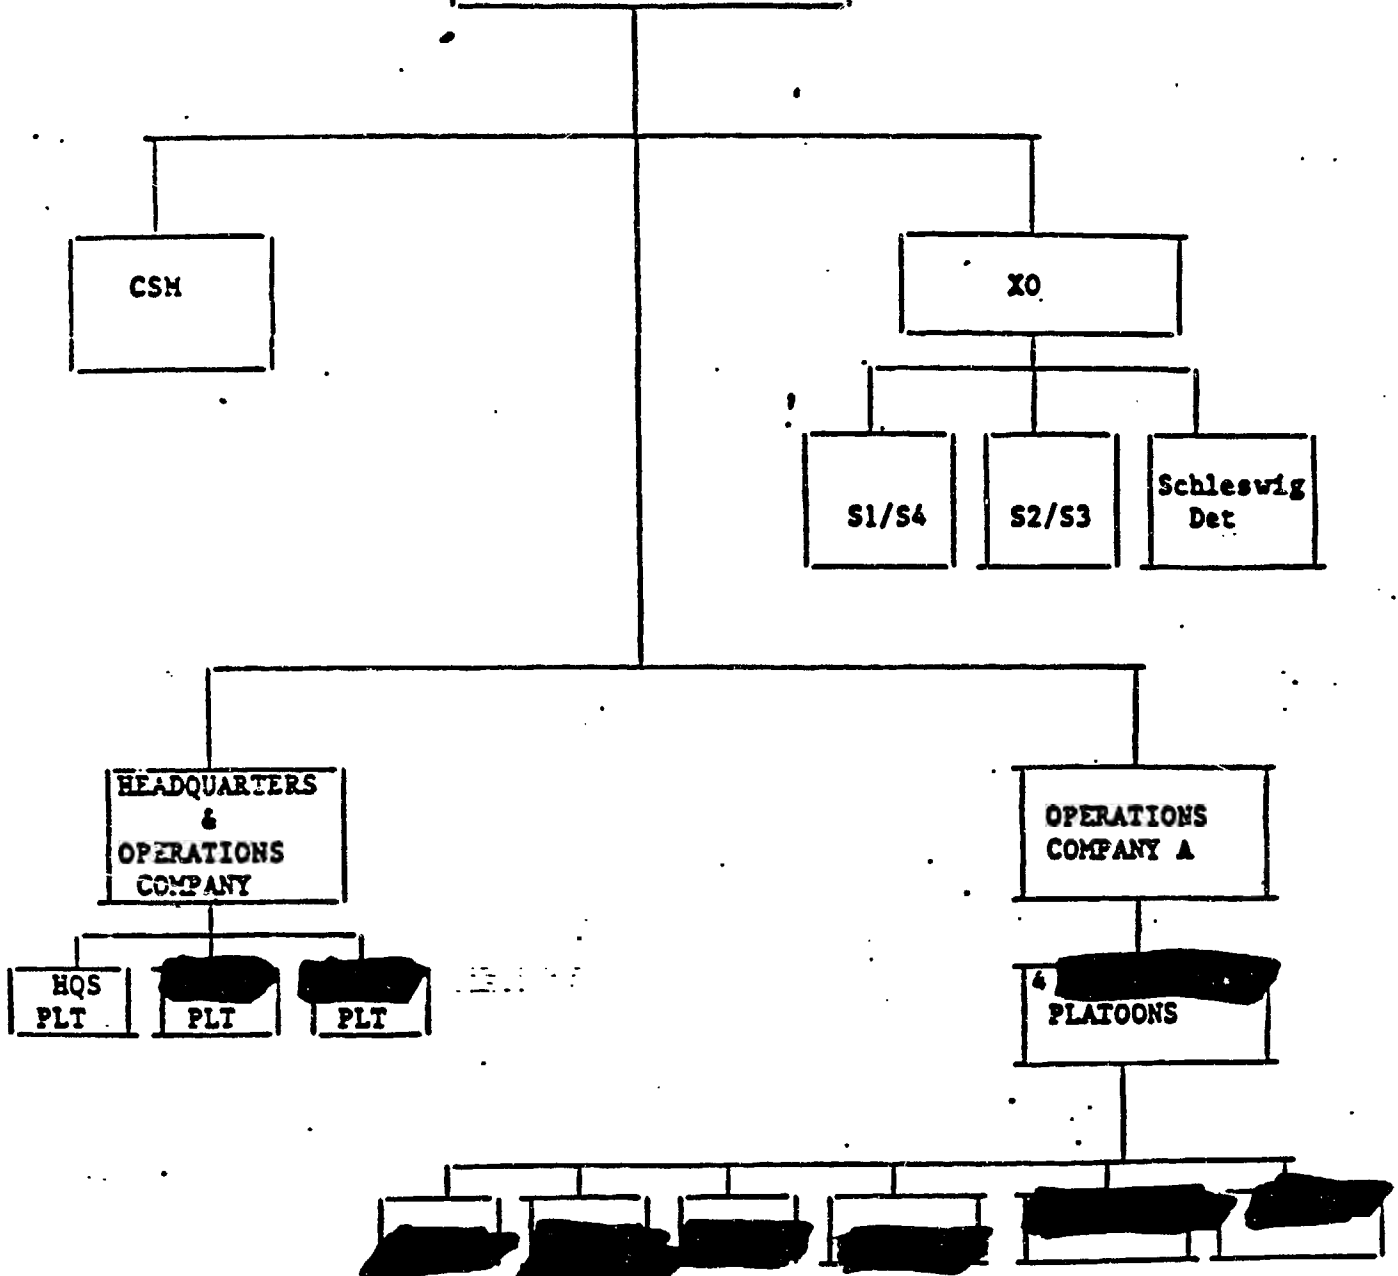 CSM
XO
S1/S4
S2/S3
Schleswig
Det
HEADQUARTERS
&
OPERATIONS
COMPANY
OPERATIONS
COMPANY A
HQS
PLT
PLT
PLT
4
PLATOONS